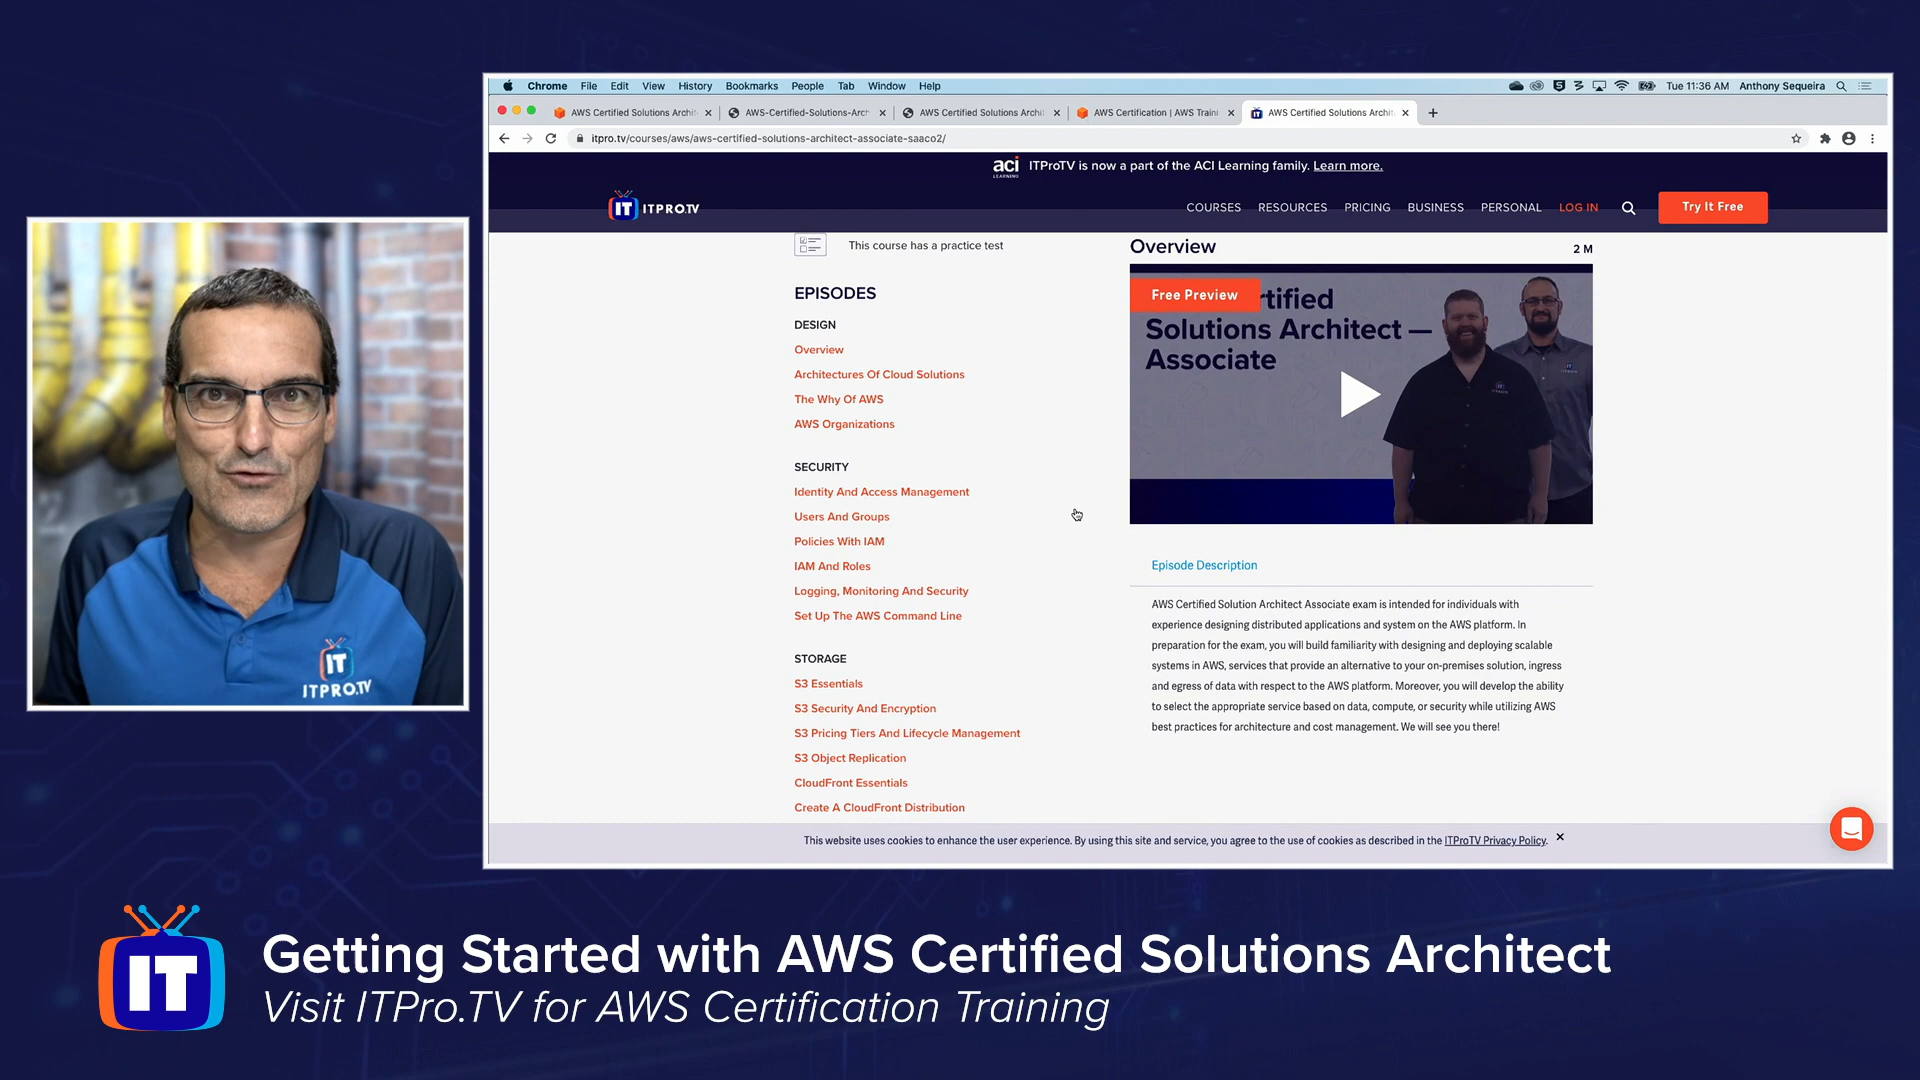 Chrome File Edit View History Bookmarks People Tab Window Help
Tue 11:36 AM Anthony Sequeira
AWS Certified Solutions Archit
AWS-Certified-Solutions-Arch
AWS Certified Solutions Archi
AWS Certification | AWS Traini
AWS Certified Solutions Archit
itpro.tv/courses/aws/aws-certified-solutions-architect-associate-saaco2/
aci LEARNING ITProTV is now a part of the ACI Learning family. Learn more.
IT ITPRO.TV COURSES RESOURCES PRICING BUSINESS PERSONAL LOG IN Try It Free
This course has a practice test
EPISODES
DESIGN
Overview
Architectures Of Cloud Solutions
The Why Of AWS
AWS Organizations
SECURITY
Identity And Access Management
Users And Groups
Policies With IAM
IAM And Roles
Logging, Monitoring And Security
Set Up The AWS Command Line
STORAGE
S3 Essentials
S3 Security And Encryption
S3 Pricing Tiers And Lifecycle Management
S3 Object Replication
CloudFront Essentials
Create A CloudFront Distribution
Overview 2 M
Free Preview rtified
Solutions Architect —
Associate
Episode Description
AWS Certified Solution Architect Associate exam is intended for individuals with
experience designing distributed applications and system on the AWS platform. In
preparation for the exam, you will build familiarity with designing and deploying scalable
systems in AWS, services that provide an alternative to your on-premises solution, ingress
and egress of data with respect to the AWS platform. Moreover, you will develop the ability
to select the appropriate service based on data, compute, or security while utilizing AWS
best practices for architecture and cost management. We will see you there!
This website uses cookies to enhance the user experience. By using this site and service, you agree to the use of cookies as described in the ITProTV Privacy Policy.
IT
ITPRO.TV
IT
Getting Started with AWS Certified Solutions Architect
Visit ITPro.TV for AWS Certification Training